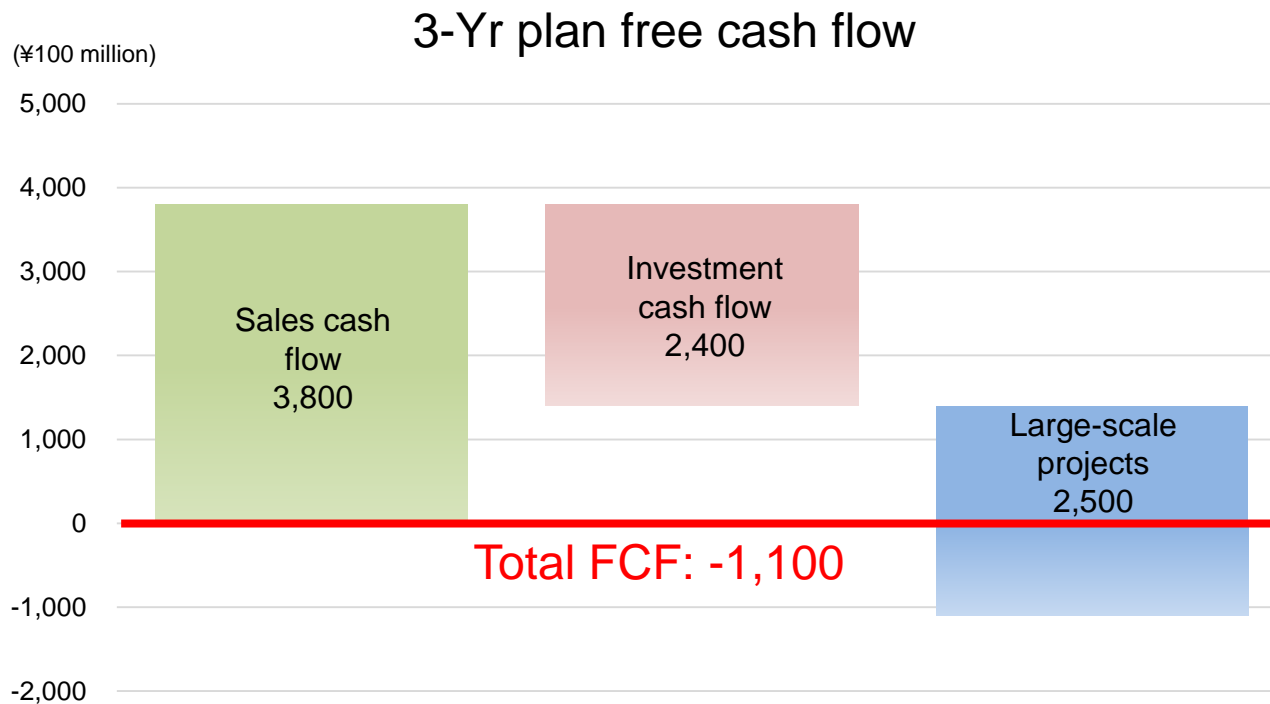 3-Yr plan free cash flow
(¥100 million)
5,000
4,000
3,000
2,000
1,000
0
-1,000
-2,000
Sales cash
flow
3,800
Investment
cash flow
2,400
Large-scale
projects
2,500
Total FCF: -1,100